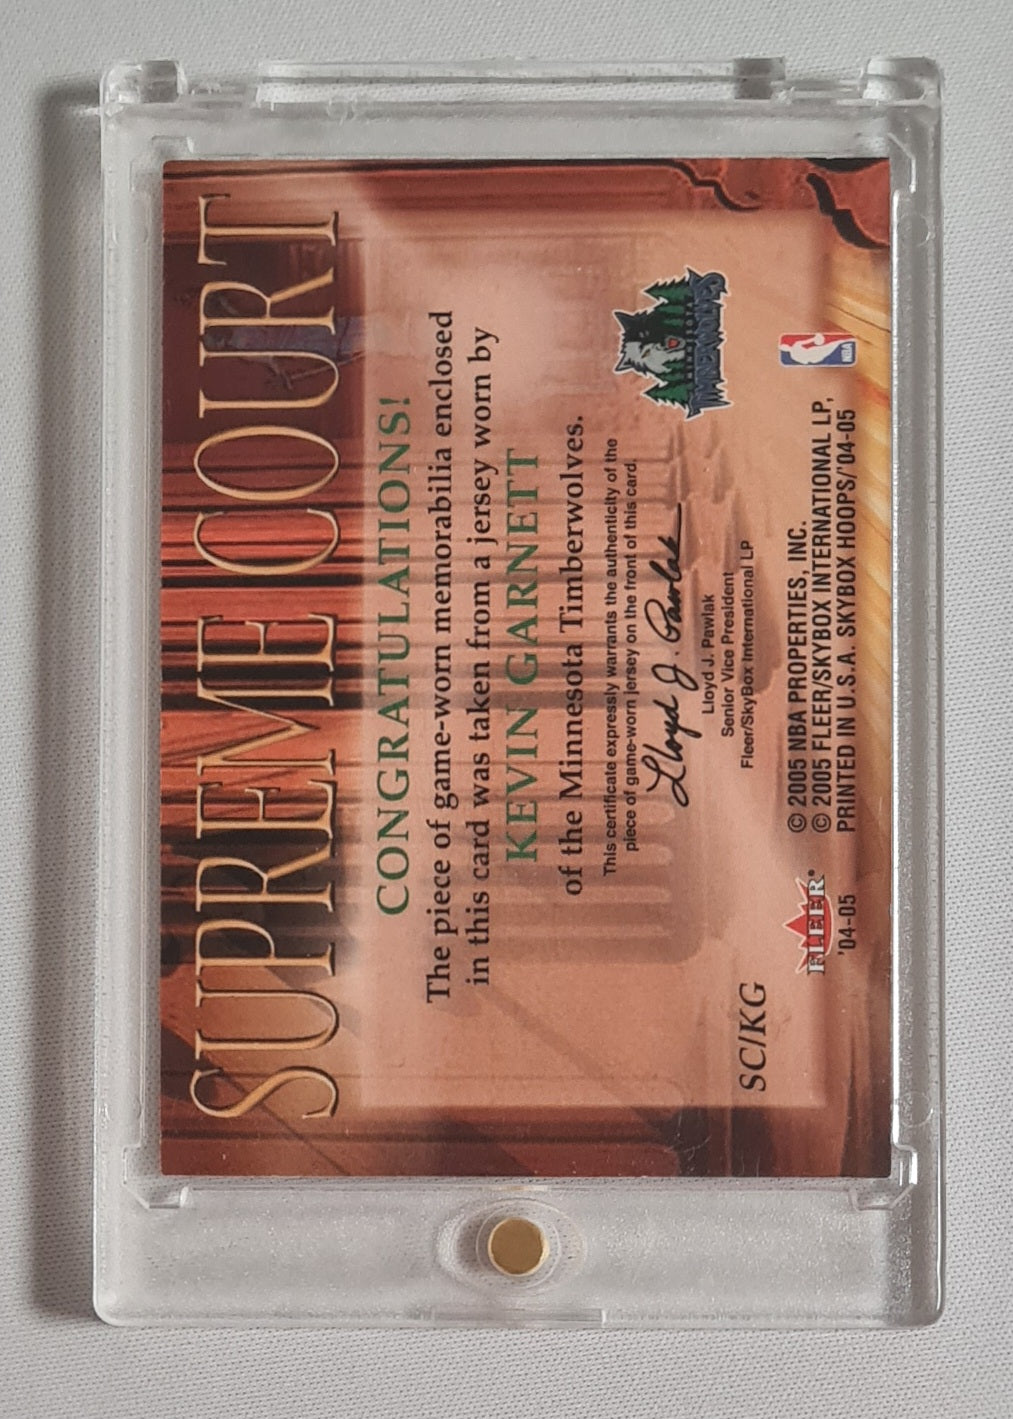 SUPREME COURT
CONGRATULATIONS!
The piece of game-worn memorabilia enclosed
in this card was taken from a jersey worn by
KEVIN GARNETT
of the Minnesota Timberwolves.
This certificate expressly warrants the authenticity of the
piece of game-worn jersey on the front of this card.
Lloyd J. Pawlak
Lloyd J. Pawlak
Senior Vice President
Fleer/SkyBox International LP
MINNESOTA
TIMBERWOLVES
SC/KG
© 2005 NBA PROPERTIES, INC.
© 2005 FLEER/SKYBOX INTERNATIONAL LP,
PRINTED IN U.S.A. SKYBOX HOOPS/'04-05
FLEER®
'04-05
NBA